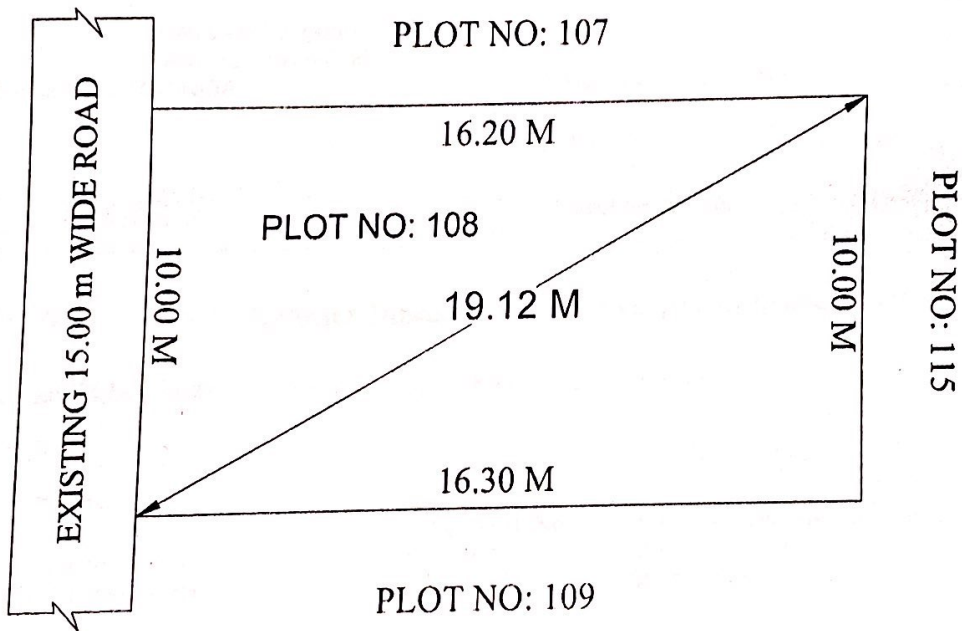 PLOT NO: 107
EXISTING 15.00 m WIDE ROAD
16.20 M
PLOT NO: 108
10.00 M
19.12 M
10.00 M
PLOT NO: 115
16.30 M
PLOT NO: 109